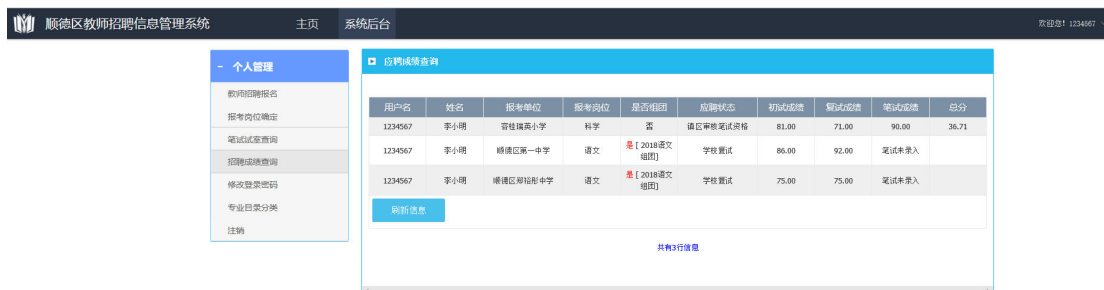 顺德区教师招聘信息管理系统 主页 系统后台 欢迎您! 1234567
- 个人管理
教师招聘报名
报考岗位确定
笔试试室查询
招聘成绩查询
修改登录密码
专业目录分类
注销
应聘成绩查询
用户名 姓名 报考单位 报考岗位 是否组团 应聘状态 初试成绩 复试成绩 笔试成绩 总分
1234567 李小明 容桂瑞英小学 科学 否 镇区审核笔试资格 81.00 71.00 90.00 36.71
1234567 李小明 顺德区第一中学 语文 是 [ 2018语文
组团] 学校复试 86.00 92.00 笔试未录入
1234567 李小明 顺德区郑裕彤中学 语文 是 [ 2018语文
组团] 学校复试 75.00 75.00 笔试未录入
刷新信息
共有3行信息